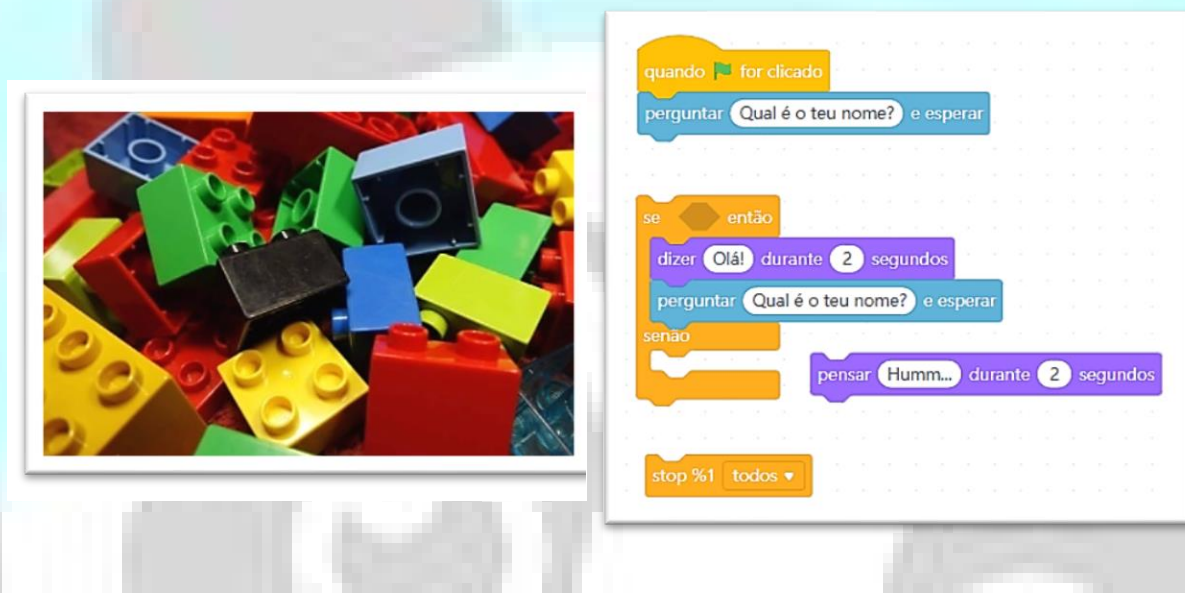 quando for clicado
perguntar Qual é o teu nome? e esperar
se então
dizer Olá! durante 2 segundos
perguntar Qual é o teu nome? e esperar
senão
pensar Humm... durante 2 segundos
stop %1 todos